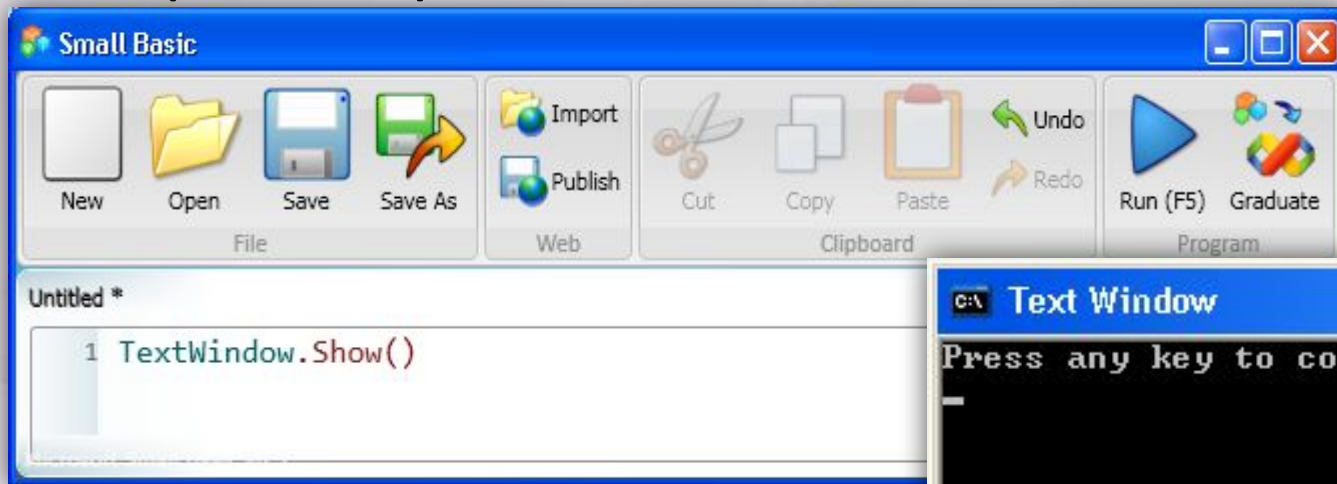 Small Basic
New Open Save Save As
File
Import
Publish
Web
Cut Copy Paste
Undo
Redo
Clipboard
Run (F5) Graduate
Program
Untitled *
1 TextWindow.Show()
C:\ Text Window
Press any key to co